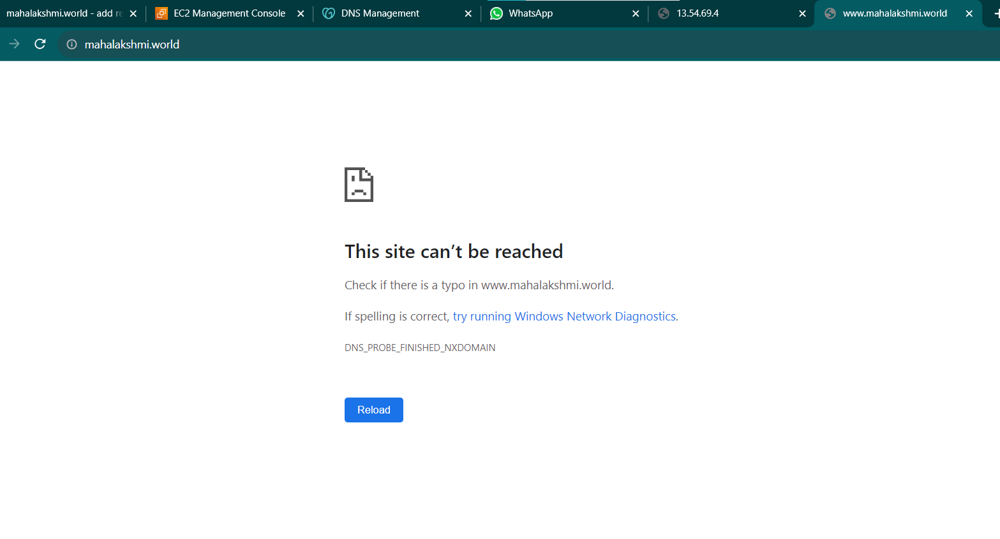 mahalakshmi.world - add re
EC2 Management Console
DNS Management
WhatsApp
13.54.69.4
www.mahalakshmi.world
mahalakshmi.world
This site can’t be reached
Check if there is a typo in www.mahalakshmi.world.
If spelling is correct, try running Windows Network Diagnostics.
DNS_PROBE_FINISHED_NXDOMAIN
Reload